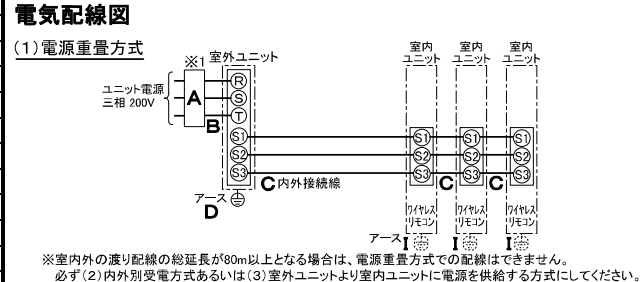 電気配線図
(1)電源重畳方式
※1 室外ユニット 室内ユニット 室内ユニット 室内ユニット
ユニット電源
三相 200V
A
B
R
S
T
S1 S1 S1 S1
S2 S2 S2 S2
S3 S3 S3 S3
C 内外接続線 C C
アース
D
ワイヤレスリモコン ワイヤレスリモコン ワイヤレスリモコン
アース I I I
※室内外の渡り配線の総延長が80m以上となる場合は、電源重畳方式での配線はできません。
必ず(2)内外別受電方式あるいは(3)室外ユニットより室内ユニットに電源を供給する方式にしてください。